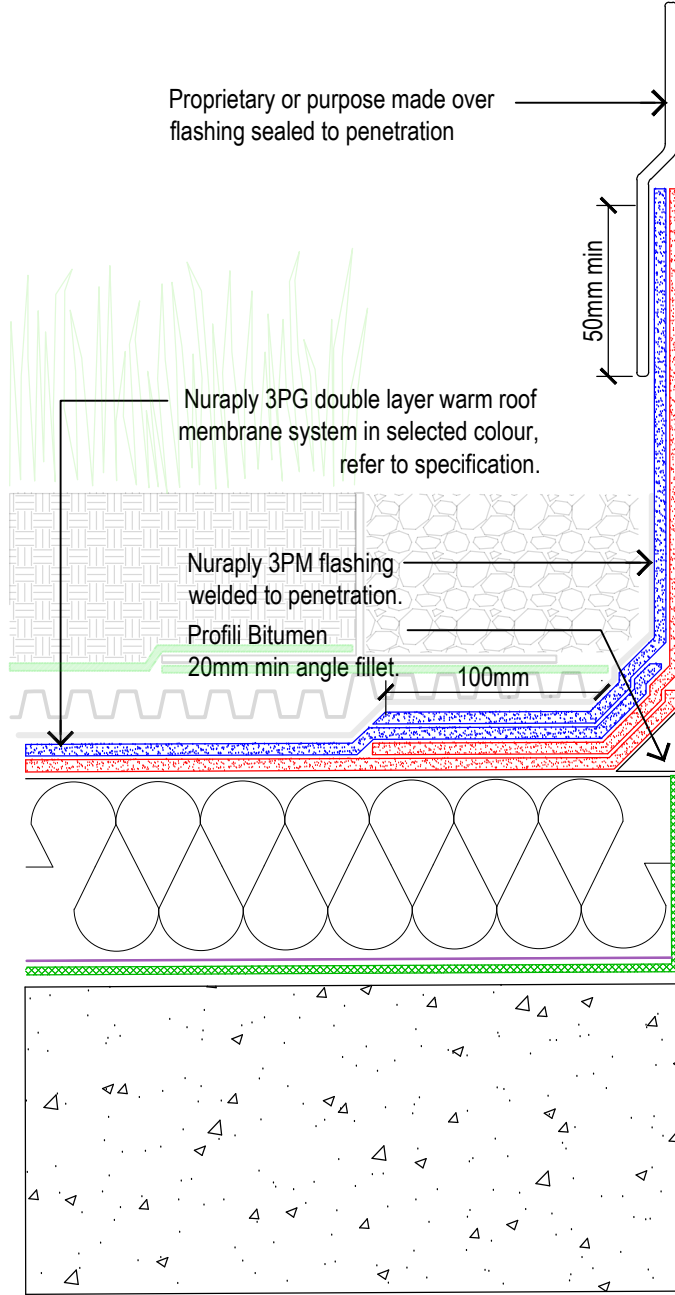 Proprietary or purpose made over
flashing sealed to penetration
50mm min
Nuraply 3PG double layer warm roof
membrane system in selected colour,
refer to specification.
Nuraply 3PM flashing
welded to penetration.
Profili Bitumen
20mm min angle fillet.
100mm